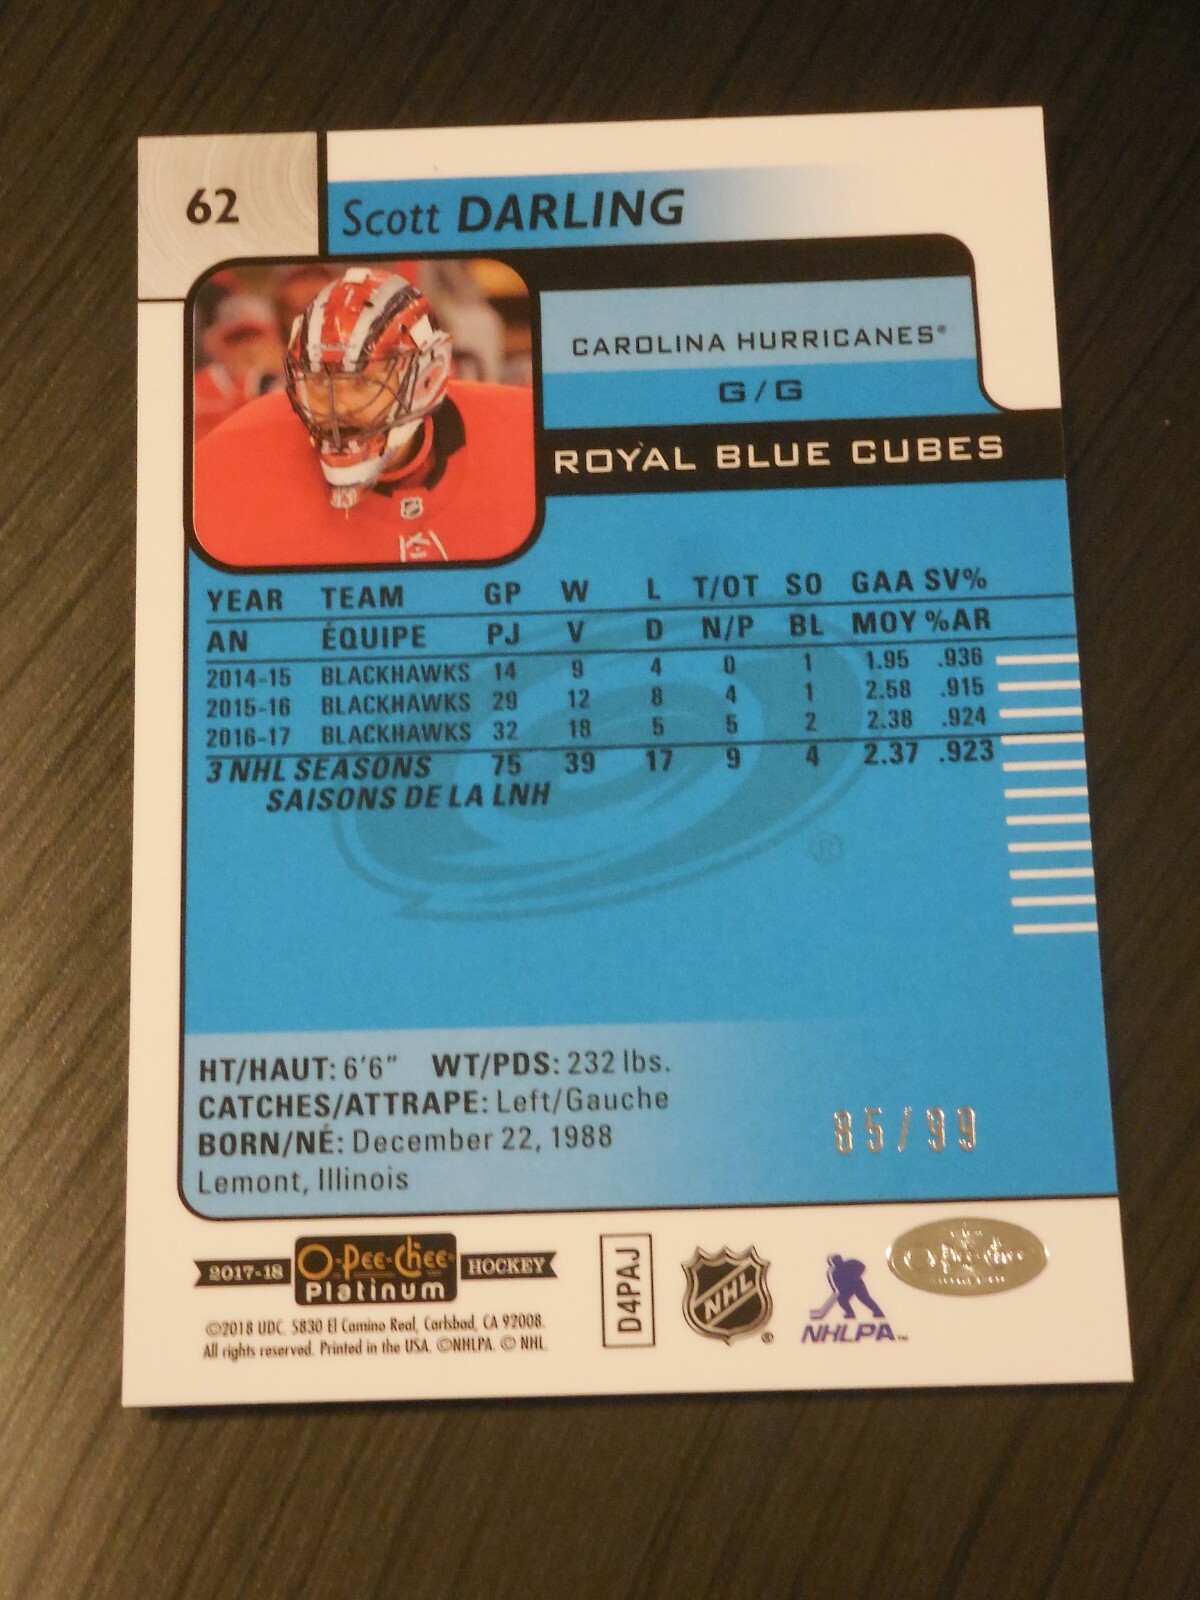 62
Scott DARLING
CAROLINA HURRICANES®
G/G
ROYAL BLUE CUBES
YEAR TEAM GP W L T/OT SO GAA SV%
AN ÉQUIPE PJ V D N/P BL MOY %AR
2014-15 BLACKHAWKS 14 9 4 0 1 1.95 .936
2015-16 BLACKHAWKS 29 12 8 4 1 2.58 .915
2016-17 BLACKHAWKS 32 18 5 5 2 2.38 .924
3 NHL SEASONS 75 39 17 9 4 2.37 .923
SAISONS DE LA LNH
®
HT/HAUT: 6'6" WT/PDS: 232 lbs.
CATCHES/ATTRAPE: Left/Gauche
BORN/NÉ: December 22, 1988
Lemont, Illinois
85/99
2017-18 O-Pee-Chee Platinum HOCKEY
©2018 UDC. 5830 El Camino Real, Carlsbad, CA 92008.
All rights reserved. Printed in the USA. ©NHLPA. © NHL.
D4PAJ
NHL ®
NHLPA™